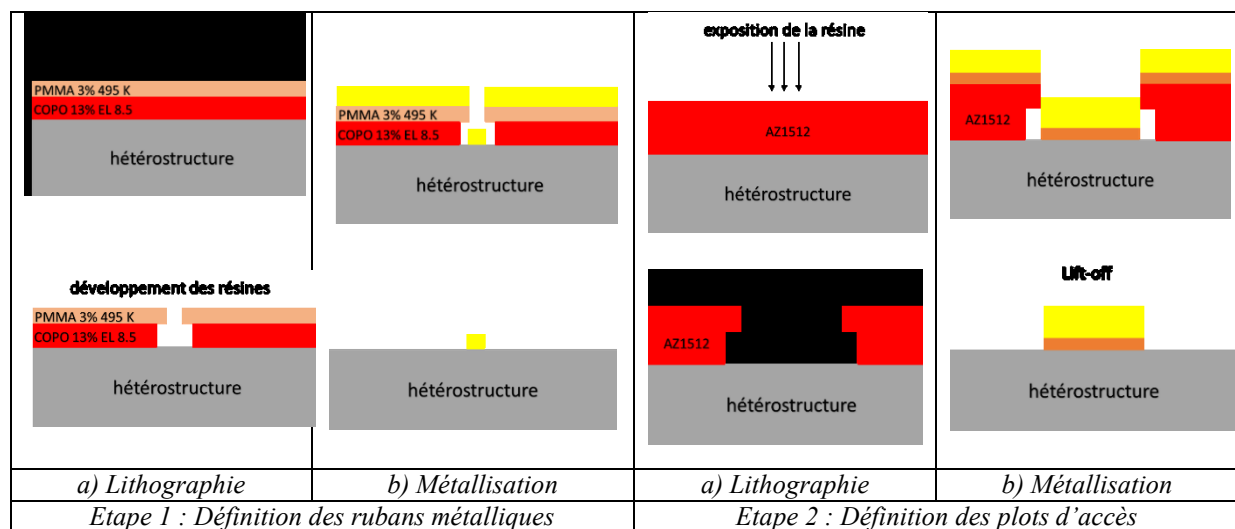 PMMA 3% 495 K
COPO 13% EL 8.5
hétérostructure
développement des résines
PMMA 3% 495 K
COPO 13% EL 8.5
hétérostructure
PMMA 3% 495 K
COPO 13% EL 8.5
hétérostructure
hétérostructure
exposition de la résine
AZ1512
hétérostructure
AZ1512
hétérostructure
AZ1512
hétérostructure
Lift-off
hétérostructure
a) Lithographie
b) Métallisation
a) Lithographie
b) Métallisation
Etape 1 : Définition des rubans métalliques
Etape 2 : Définition des plots d’accès